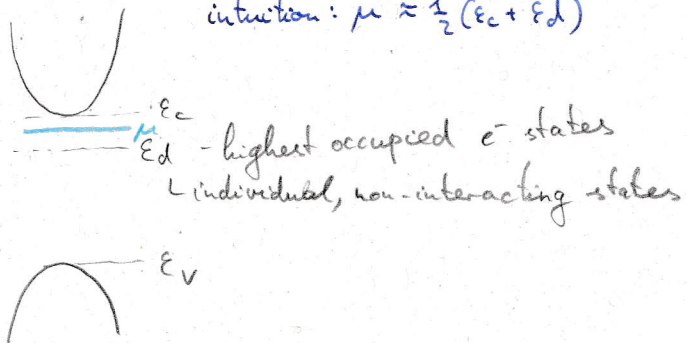 intuition: μ ≈ ½ (εc + εd)
εc
μ
εd - highest occupied e⁻ states
└ individual, non-interacting states
εv